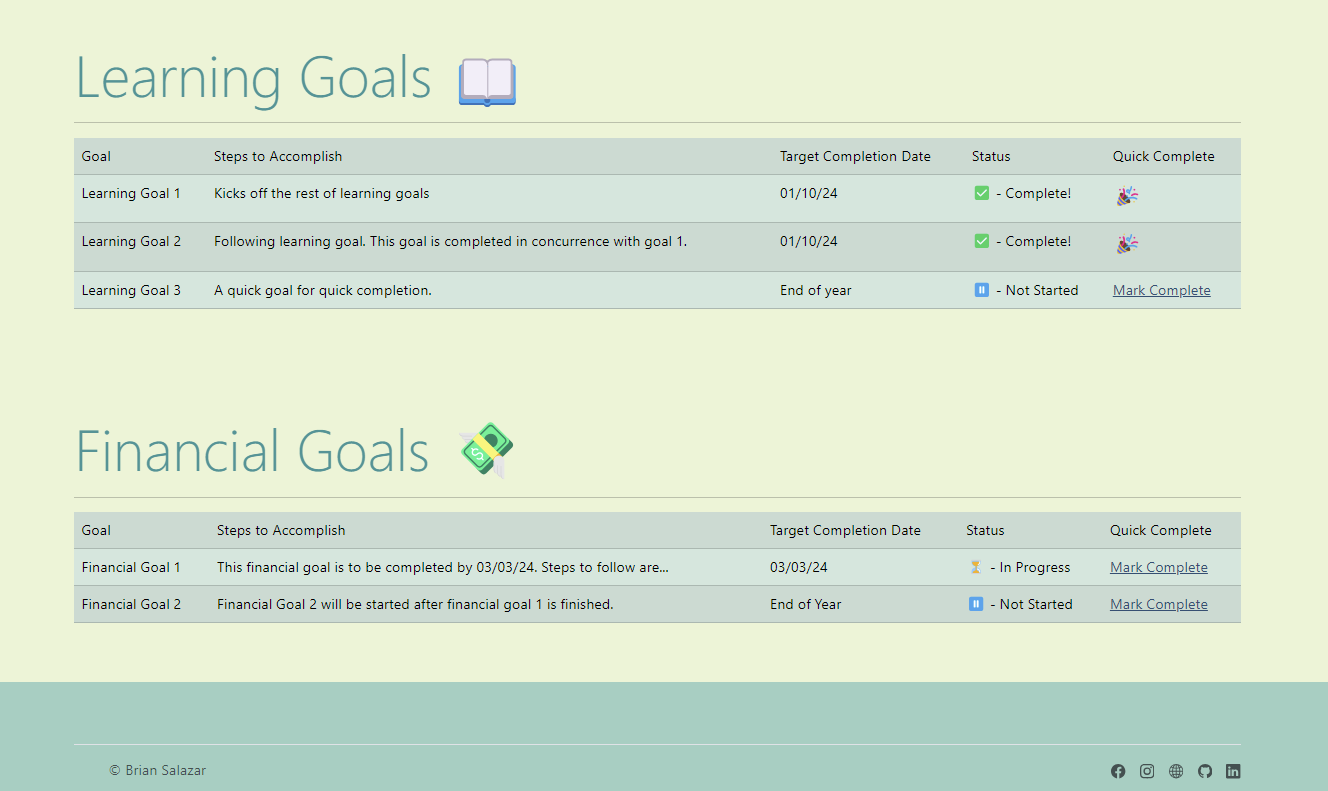 Learning Goals
Goal Steps to Accomplish Target Completion Date Status Quick Complete
Learning Goal 1 Kicks off the rest of learning goals 01/10/24 ✅ - Complete! 🎉
Learning Goal 2 Following learning goal. This goal is completed in concurrence with goal 1. 01/10/24 ✅ - Complete! 🎉
Learning Goal 3 A quick goal for quick completion. End of year ⏸️ - Not Started Mark Complete
Financial Goals
Goal Steps to Accomplish Target Completion Date Status Quick Complete
Financial Goal 1 This financial goal is to be completed by 03/03/24. Steps to follow are... 03/03/24 ⏳ - In Progress Mark Complete
Financial Goal 2 Financial Goal 2 will be started after financial goal 1 is finished. End of Year ⏸️ - Not Started Mark Complete
© Brian Salazar